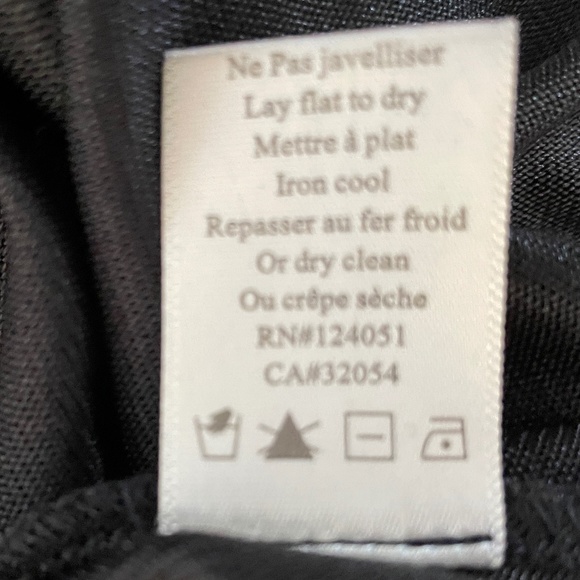 Ne Pas javelliser
Lay flat to dry
Mettre à plat
Iron cool
Repasser au fer froid
Or dry clean
Ou crêpe sèche
RN#124051
CA#32054